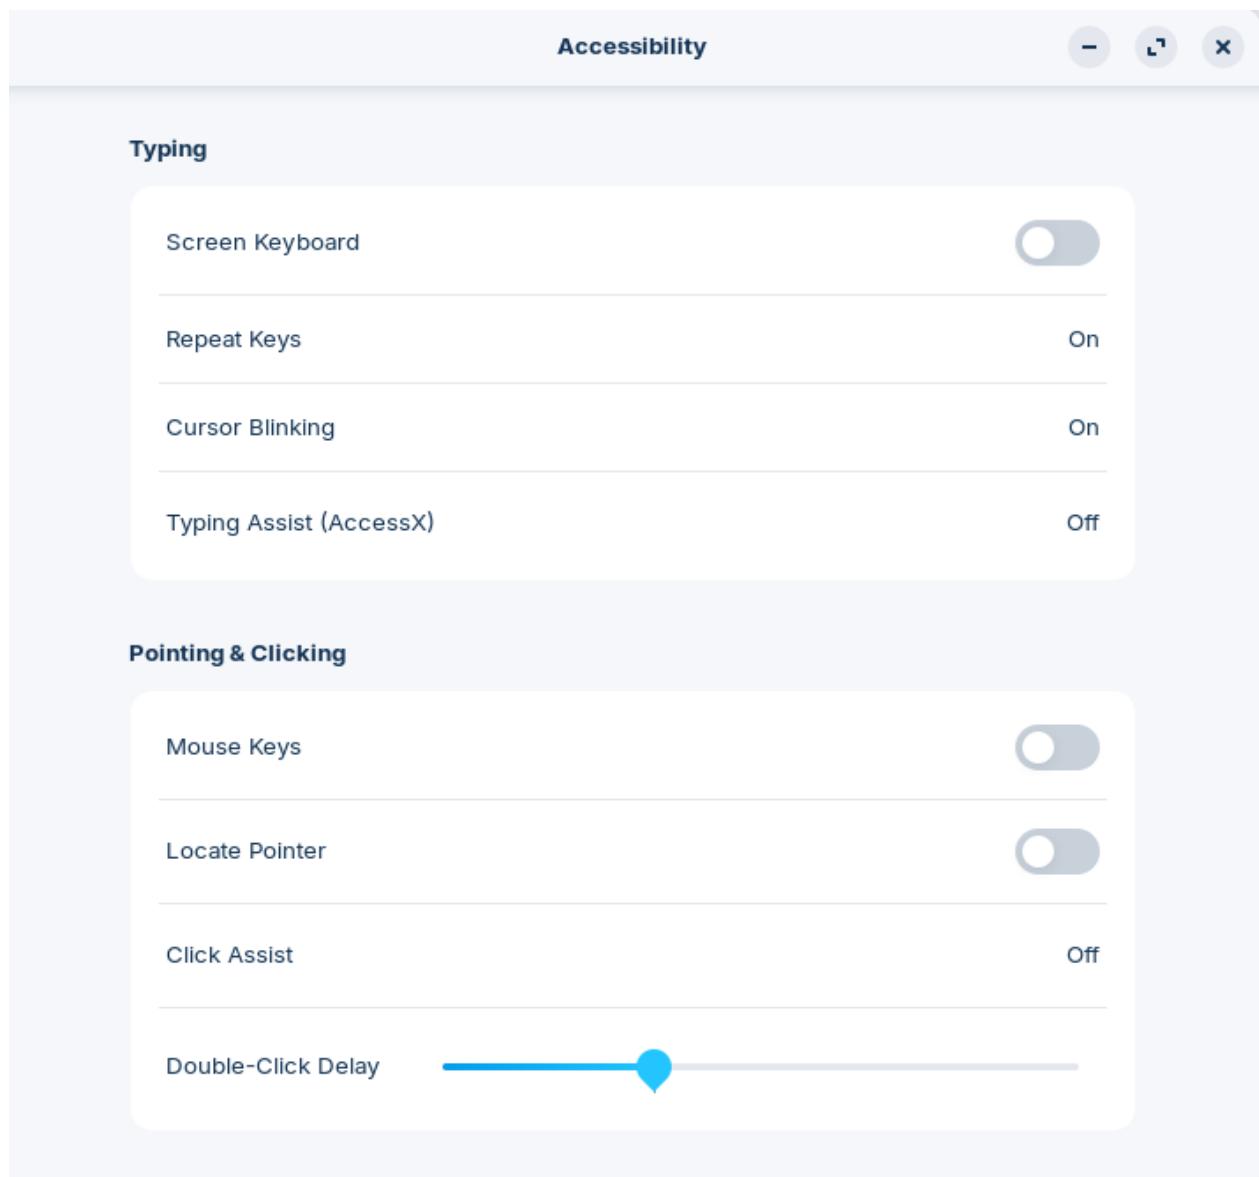 Accessibility
Typing
Screen Keyboard
Repeat Keys On
Cursor Blinking On
Typing Assist (AccessX) Off
Pointing & Clicking
Mouse Keys
Locate Pointer
Click Assist Off
Double-Click Delay